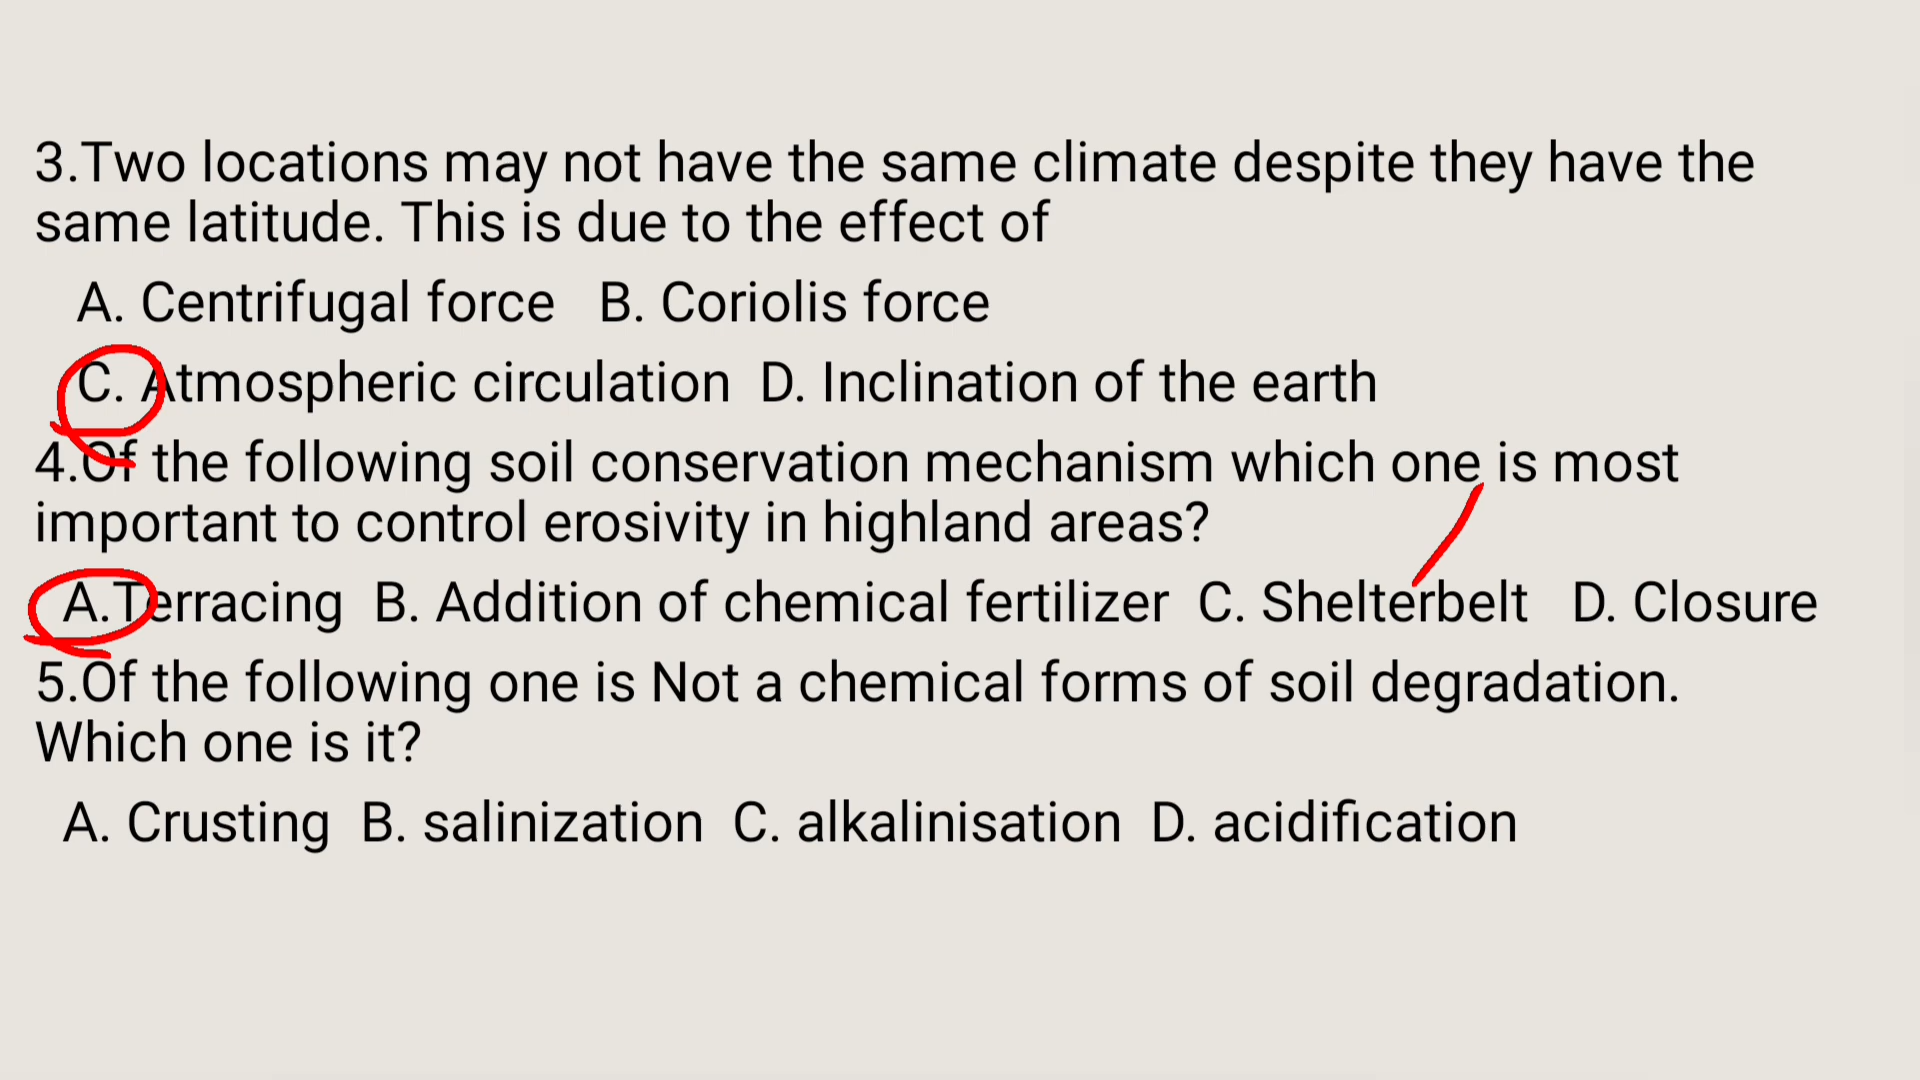 3.Two locations may not have the same climate despite they have the
same latitude. This is due to the effect of
A. Centrifugal force B. Coriolis force
C. Atmospheric circulation D. Inclination of the earth
4.Of the following soil conservation mechanism which one is most
important to control erosivity in highland areas?
A.Terracing B. Addition of chemical fertilizer C. Shelterbelt D. Closure
5.Of the following one is Not a chemical forms of soil degradation.
Which one is it?
A. Crusting B. salinization C. alkalinisation D. acidification